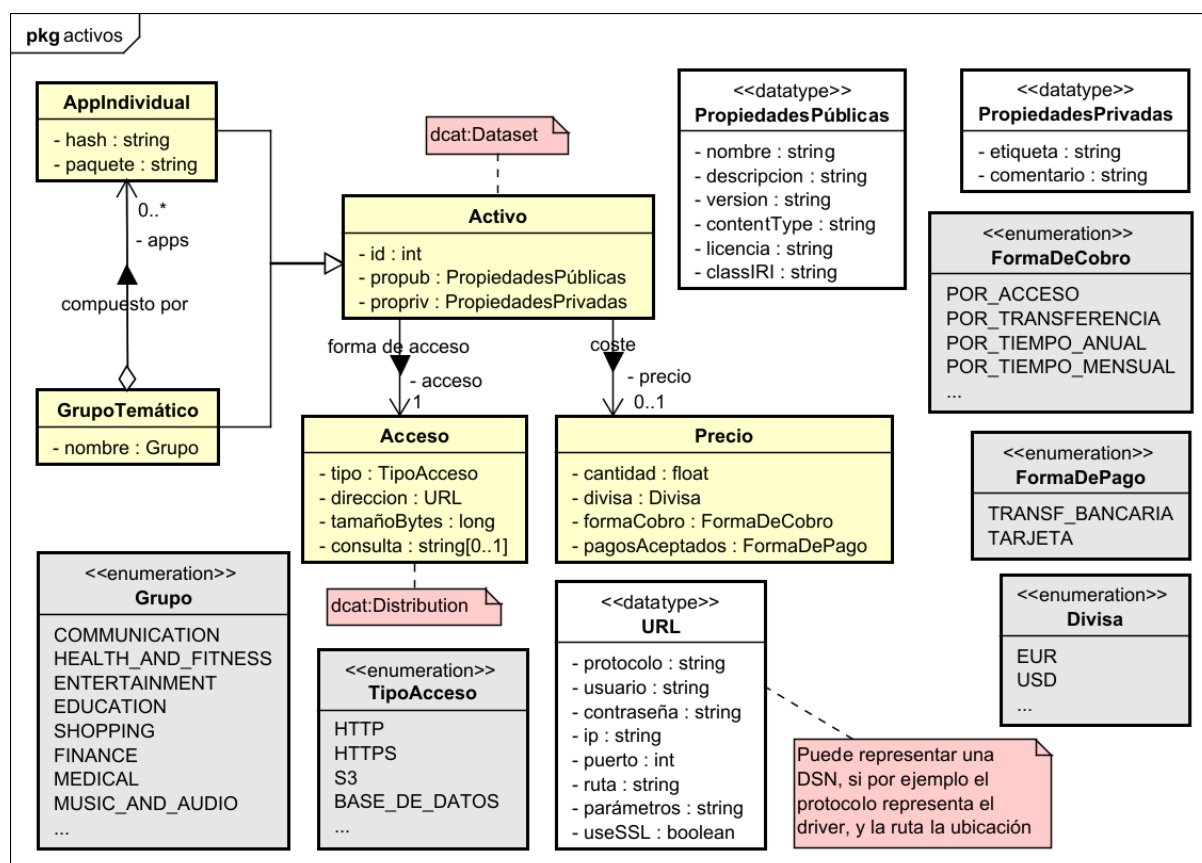 pkg activos
AppIndividual
- hash : string
- paquete : string
0..*
- apps
compuesto por
GrupoTemático
- nombre : Grupo
dcat:Dataset
Activo
- id : int
- propub : PropiedadesPúblicas
- propriv : PropiedadesPrivadas
forma de acceso
- acceso
1
coste
- precio
0..1
Acceso
- tipo : TipoAcceso
- direccion : URL
- tamañoBytes : long
- consulta : string[0..1]
dcat:Distribution
Precio
- cantidad : float
- divisa : Divisa
- formaCobro : FormaDeCobro
- pagosAceptados : FormaDePago
<<datatype>>
PropiedadesPúblicas
- nombre : string
- descripcion : string
- version : string
- contentType : string
- licencia : string
- classIRI : string
<<datatype>>
PropiedadesPrivadas
- etiqueta : string
- comentario : string
<<enumeration>>
FormaDeCobro
POR_ACCESO
POR_TRANSFERENCIA
POR_TIEMPO_ANUAL
POR_TIEMPO_MENSUAL
...
<<enumeration>>
FormaDePago
TRANSF_BANCARIA
TARJETA
<<enumeration>>
Divisa
EUR
USD
...
<<enumeration>>
Grupo
COMMUNICATION
HEALTH_AND_FITNESS
ENTERTAINMENT
EDUCATION
SHOPPING
FINANCE
MEDICAL
MUSIC_AND_AUDIO
...
<<enumeration>>
TipoAcceso
HTTP
HTTPS
S3
BASE_DE_DATOS
...
<<datatype>>
URL
- protocolo : string
- usuario : string
- contraseña : string
- ip : string
- puerto : int
- ruta : string
- parámetros : string
- useSSL : boolean
Puede representar una
DSN, si por ejemplo el
protocolo representa el
driver, y la ruta la ubicación